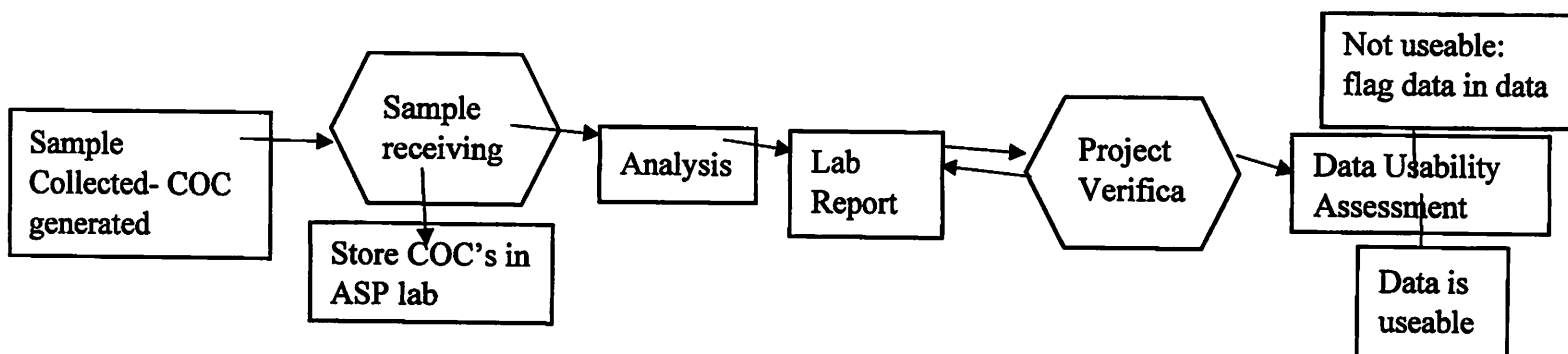 Sample
Collected- COC
generated
Sample
receiving
Store COC's in
ASP lab
Analysis
Lab
Report
Project
Verifica
Data Usability
Assessment
Not useable:
flag data in data
Data is
useable